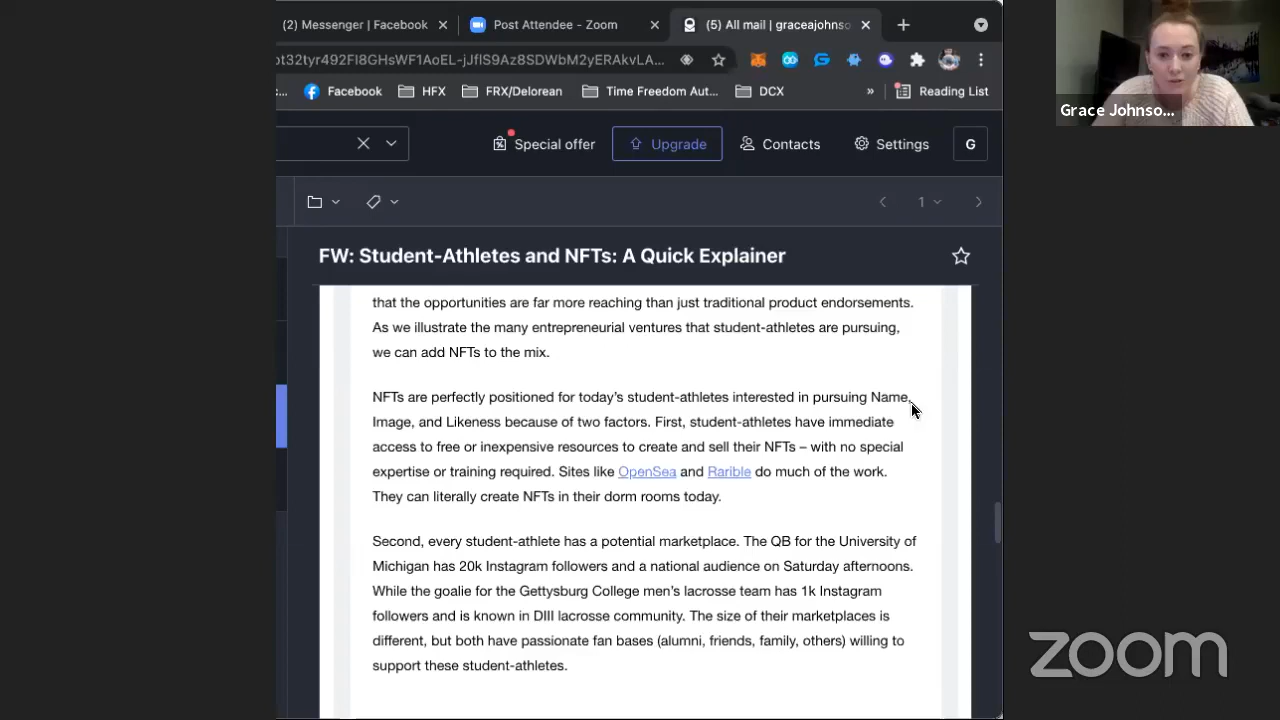 (2) Messenger | Facebook
Post Attendee - Zoom
(5) All mail | graceajohnso
...
Facebook
HFX
FRX/Delorean
Time Freedom Aut...
DCX
»
Reading List
Special offer
Upgrade
Contacts
Settings
G
1
FW: Student-Athletes and NFTs: A Quick Explainer
that the opportunities are far more reaching than just traditional product endorsements.
As we illustrate the many entrepreneurial ventures that student-athletes are pursuing,
we can add NFTs to the mix.
NFTs are perfectly positioned for today's student-athletes interested in pursuing Name,
Image, and Likeness because of two factors. First, student-athletes have immediate
access to free or inexpensive resources to create and sell their NFTs – with no special
expertise or training required. Sites like OpenSea and Rarible do much of the work.
They can literally create NFTs in their dorm rooms today.
Second, every student-athlete has a potential marketplace. The QB for the University of
Michigan has 20k Instagram followers and a national audience on Saturday afternoons.
While the goalie for the Gettysburg College men's lacrosse team has 1k Instagram
followers and is known in DIII lacrosse community. The size of their marketplaces is
different, but both have passionate fan bases (alumni, friends, family, others) willing to
support these student-athletes.
Grace Johnso...
zoom